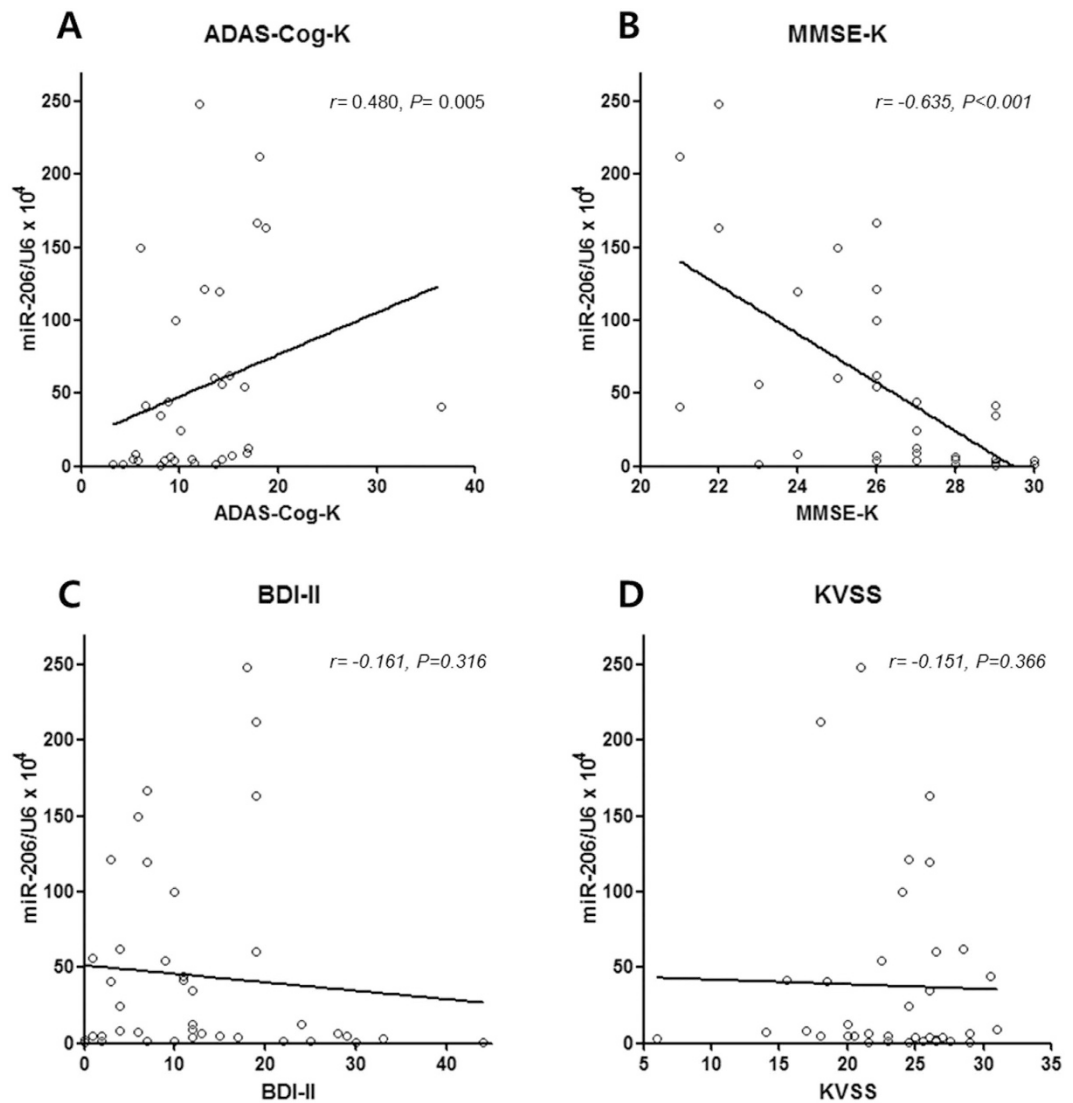 A
ADAS-Cog-K
r= 0.480, P= 0.005
miR-206/U6 x 10⁴
250
200
150
100
50
0
0 10 20 30 40
ADAS-Cog-K
B
MMSE-K
r= -0.635, P<0.001
miR-206/U6 x 10⁴
250
200
150
100
50
0
20 22 24 26 28 30
MMSE-K
C
BDI-II
r= -0.161, P=0.316
miR-206/U6 x 10⁴
250
200
150
100
50
0
0 10 20 30 40
BDI-II
D
KVSS
r= -0.151, P=0.366
miR-206/U6 x 10⁴
250
200
150
100
50
0
5 10 15 20 25 30 35
KVSS